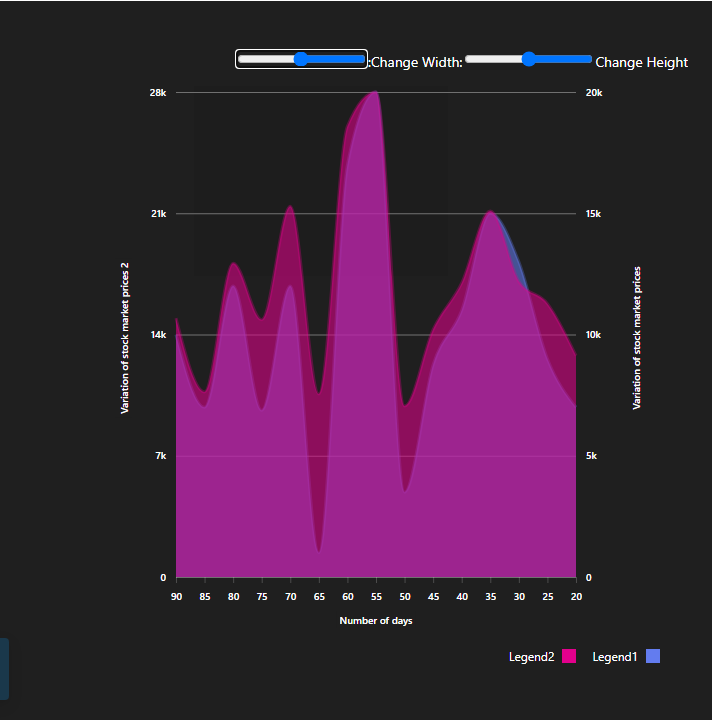 :Change Width: Change Height
28k
21k
14k
7k
0
Variation of stock market prices 2
20k
15k
10k
5k
0
Variation of stock market prices
90 85 80 75 70 65 60 55 50 45 40 35 30 25 20
Number of days
Legend2 Legend1